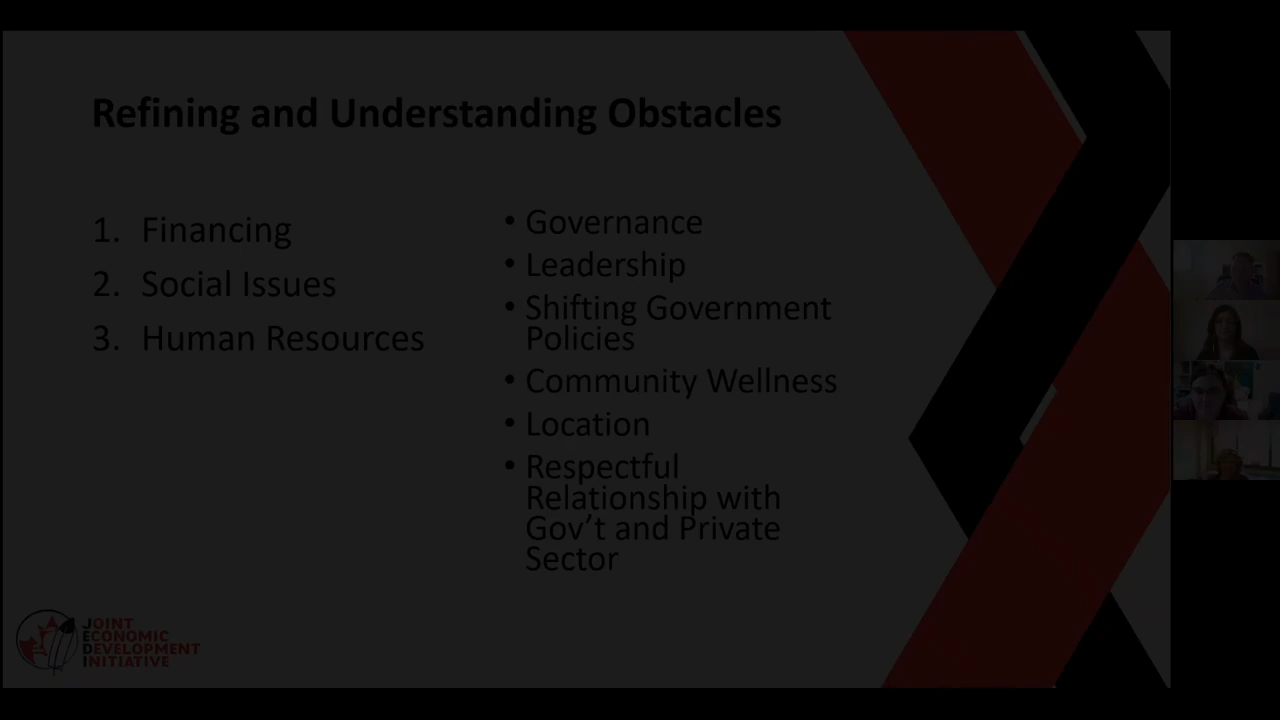 Refining and Understanding Obstacles
1. Financing
2. Social Issues
3. Human Resources
• Governance
• Leadership
• Shifting Government
Policies
• Community Wellness
• Location
• Respectful
Relationship with
Gov’t and Private
Sector
JOINT
ECONOMIC
DEVELOPMENT
INITIATIVE